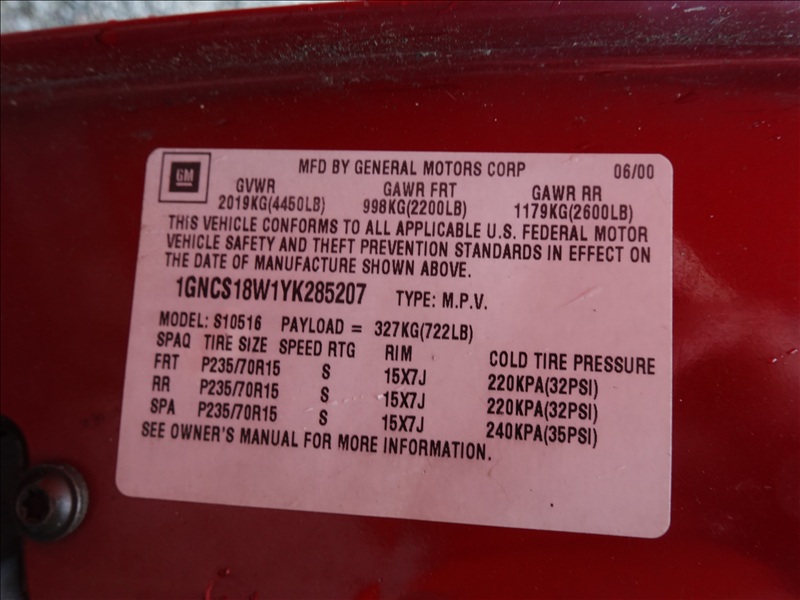 GM
MFD BY GENERAL MOTORS CORP 06/00
GVWR GAWR FRT GAWR RR
2019KG(4450LB) 998KG(2200LB) 1179KG(2600LB)
THIS VEHICLE CONFORMS TO ALL APPLICABLE U.S. FEDERAL MOTOR
VEHICLE SAFETY AND THEFT PREVENTION STANDARDS IN EFFECT ON
THE DATE OF MANUFACTURE SHOWN ABOVE.
1GNCS18W1YK285207 TYPE: M.P.V.
MODEL: S10516 PAYLOAD = 327KG(722LB)
SPAQ TIRE SIZE SPEED RTG RIM COLD TIRE PRESSURE
FRT P235/70R15 S 15X7J 220KPA(32PSI)
RR P235/70R15 S 15X7J 220KPA(32PSI)
SPA P235/70R15 S 15X7J 240KPA(35PSI)
SEE OWNER'S MANUAL FOR MORE INFORMATION.